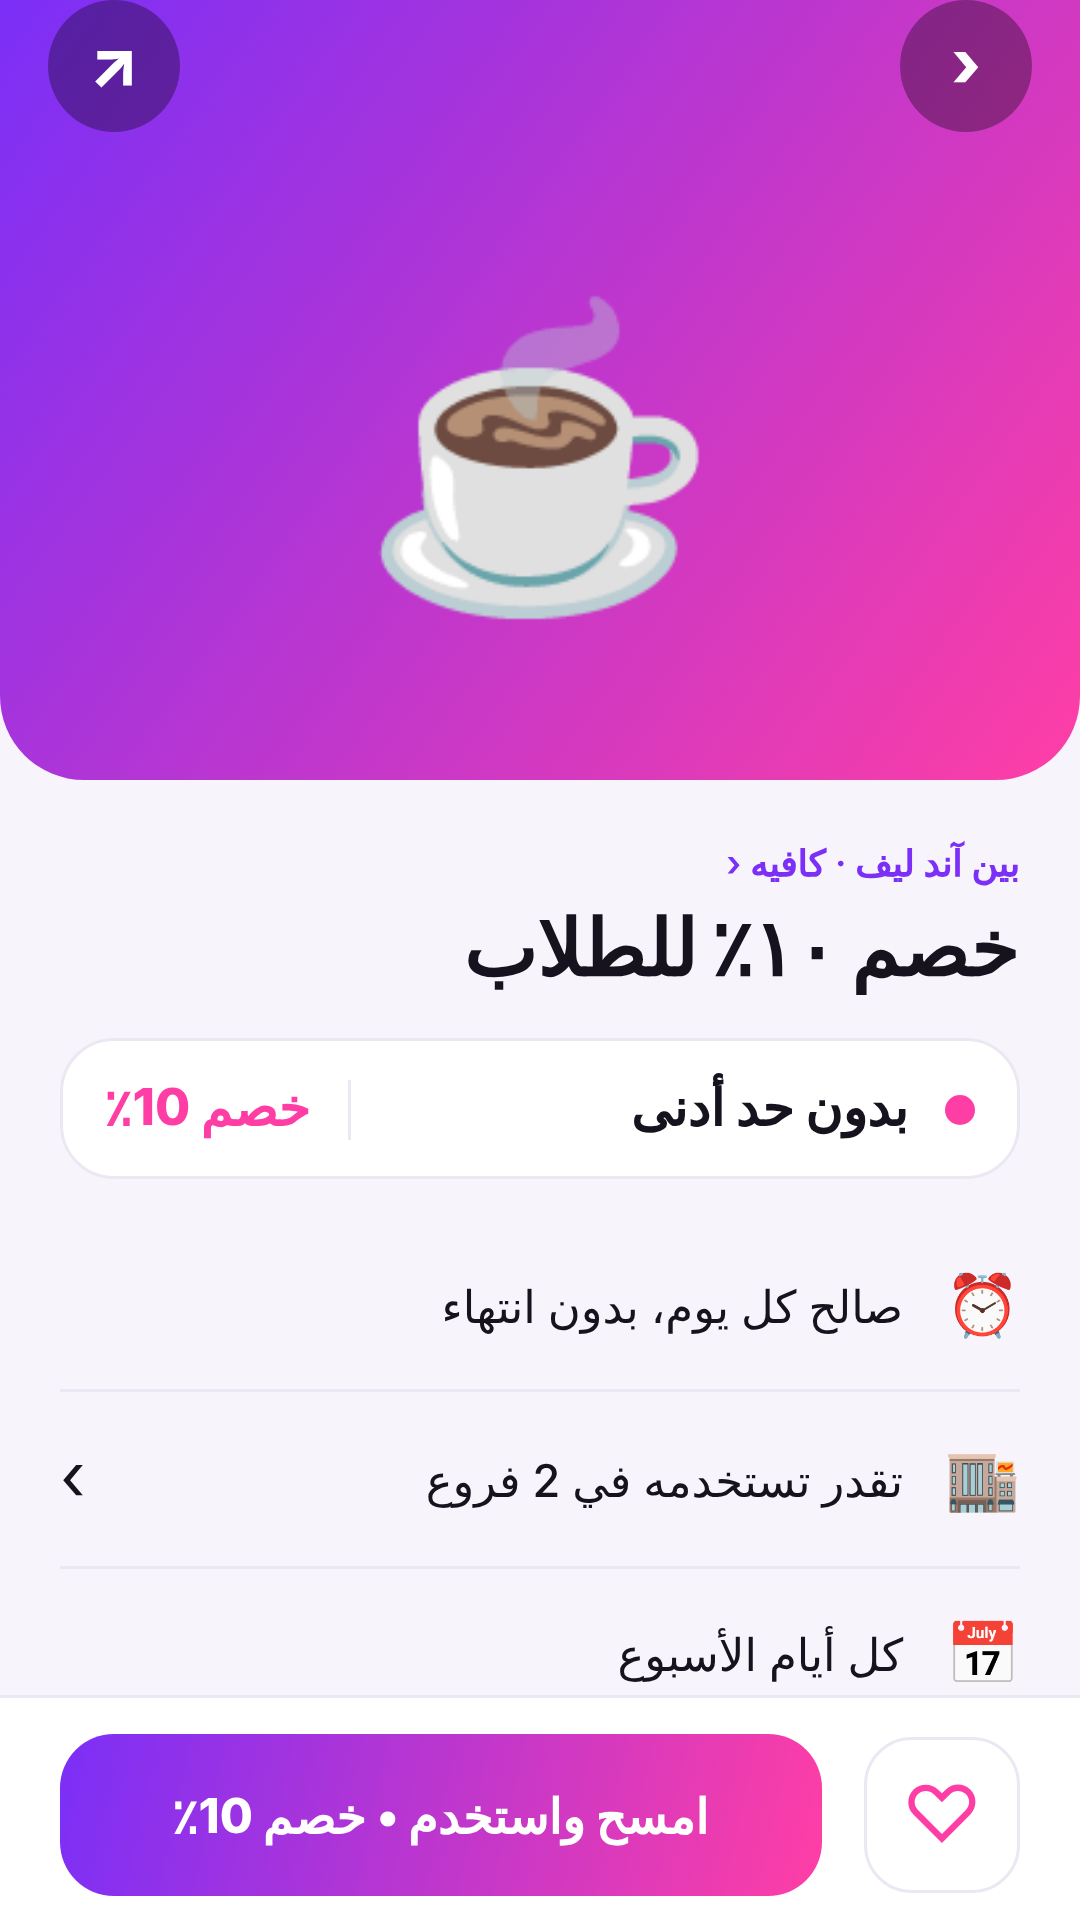 بين آند ليف · كافيه ‹
خصم ١٠٪ للطلاب
بدون حد أدنى
خصم 10٪
صالح كل يوم، بدون انتهاء
تقدر تستخدمه في 2 فروع
July
17
كل أيام الأسبوع
امسح واستخدم • خصم 10٪